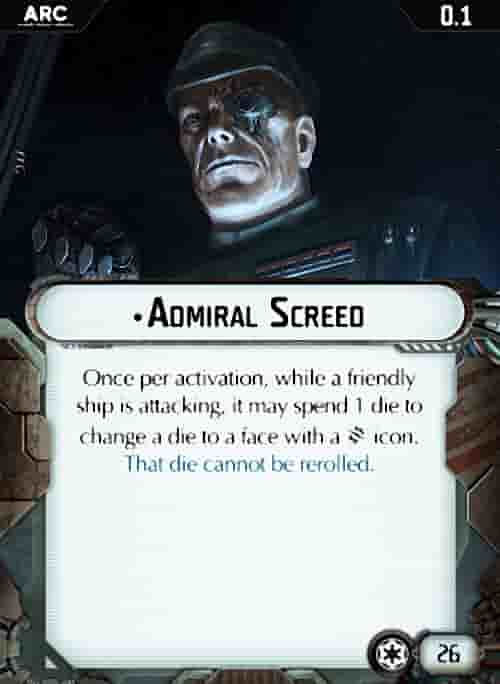 ARC
0.1
•Admiral Screed
Once per activation, while a friendly
ship is attacking, it may spend 1 die to
change a die to a face with a icon.
That die cannot be rerolled.
26